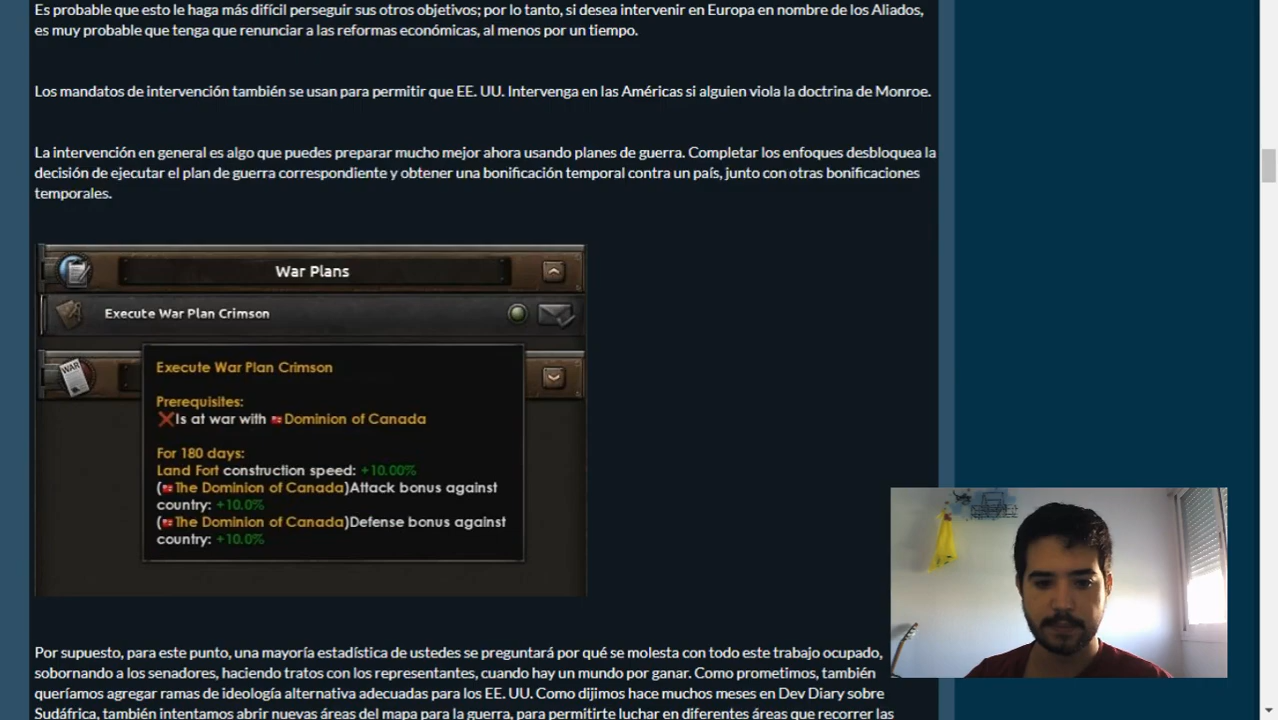 Es probable que esto le haga más difícil perseguir sus otros objetivos; por lo tanto, si desea intervenir en Europa en nombre de los Aliados,
es muy probable que tenga que renunciar a las reformas económicas, al menos por un tiempo.
Los mandatos de intervención también se usan para permitir que EE. UU. Intervenga en las Américas si alguien viola la doctrina de Monroe.
La intervención en general es algo que puedes preparar mucho mejor ahora usando planes de guerra. Completar los enfoques desbloquea la
decisión de ejecutar el plan de guerra correspondiente y obtener una bonificación temporal contra un país, junto con otras bonificaciones
temporales.
War Plans
Execute War Plan Crimson
WAR
Execute War Plan Crimson
Prerequisites:
Is at war with Dominion of Canada
For 180 days:
Land Fort construction speed: +10.00%
(The Dominion of Canada)Attack bonus against
country: +10.0%
(The Dominion of Canada)Defense bonus against
country: +10.0%
Por supuesto, para este punto, una mayoría estadística de ustedes se preguntará por qué se molesta con todo este trabajo ocupado,
sobornando a los senadores, haciendo tratos con los representantes, cuando hay un mundo por ganar. Como prometimos, también
queríamos agregar ramas de ideología alternativa adecuadas para los EE. UU. Como dijimos hace muchos meses en Dev Diary sobre
Sudáfrica, también intentamos abrir nuevas áreas del mapa para la guerra, para permitirte luchar en diferentes áreas que recorrer las